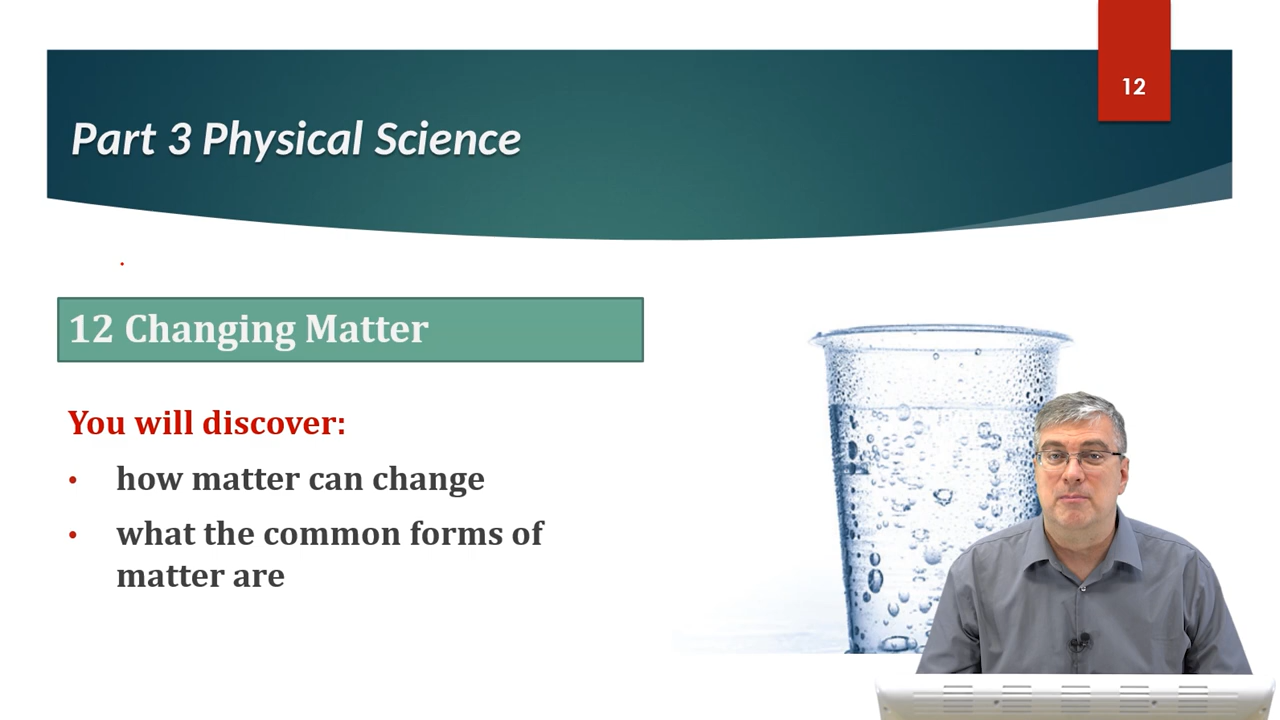 12
Part 3 Physical Science
12 Changing Matter
You will discover:
• how matter can change
• what the common forms of
matter are